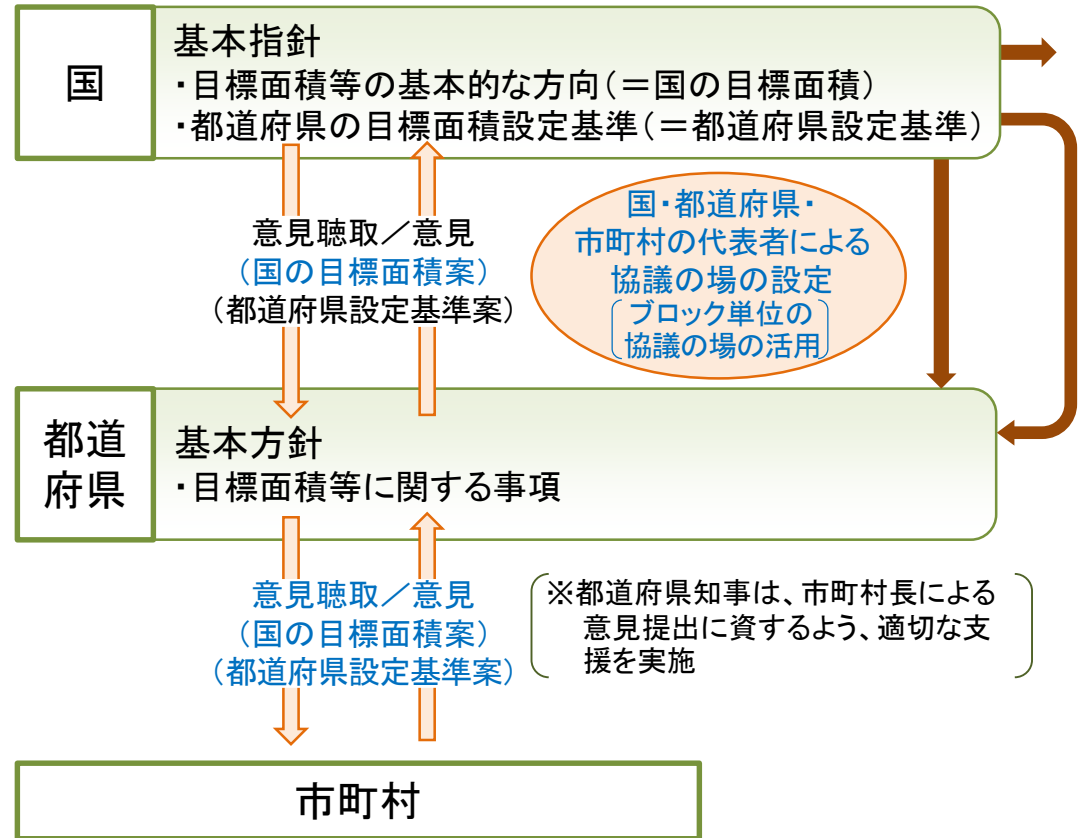 国
基本指針
・目標面積等の基本的な方向(＝国の目標面積)
・都道府県の目標面積設定基準(＝都道府県設定基準)
意見聴取／意見
(国の目標面積案)
(都道府県設定基準案)
国・都道府県・
市町村の代表者による
協議の場の設定
ブロック単位の
協議の場の活用
都道
府県
基本方針
・目標面積等に関する事項
意見聴取／意見
(国の目標面積案)
(都道府県設定基準案)
※都道府県知事は、市町村長による
意見提出に資するよう、適切な支
援を実施
市町村